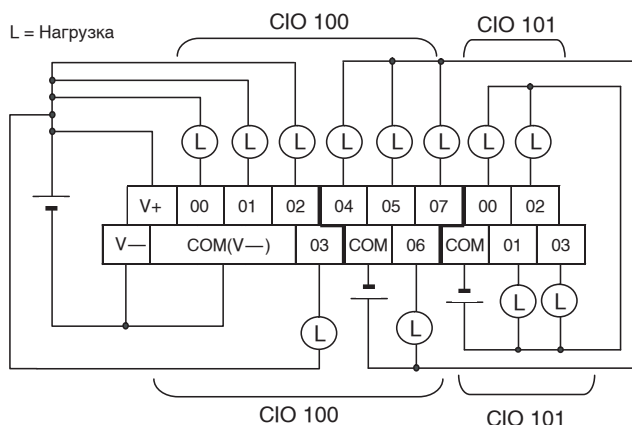 CIO 100
CIO 101
L = Нагрузка
L L L L L L L L
V+ 00 01 02 04 05 07 00 02
V— COM(V—) 03 COM 06 COM 01 03
L L L L
CIO 100
CIO 101